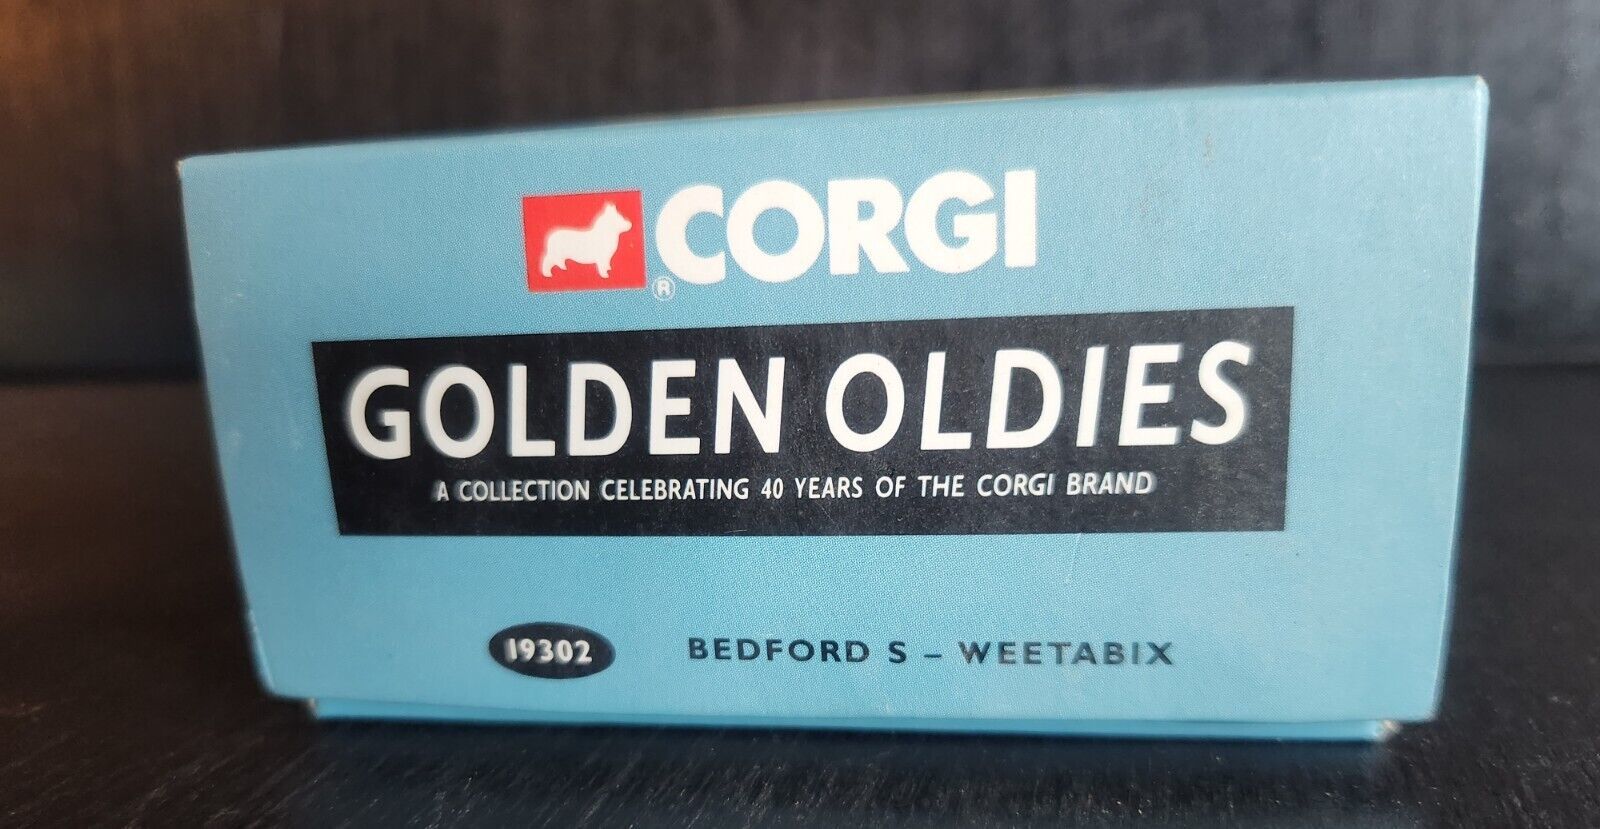 ® CORGI
GOLDEN OLDIES
A COLLECTION CELEBRATING 40 YEARS OF THE CORGI BRAND
19302 BEDFORD S – WEETABIX